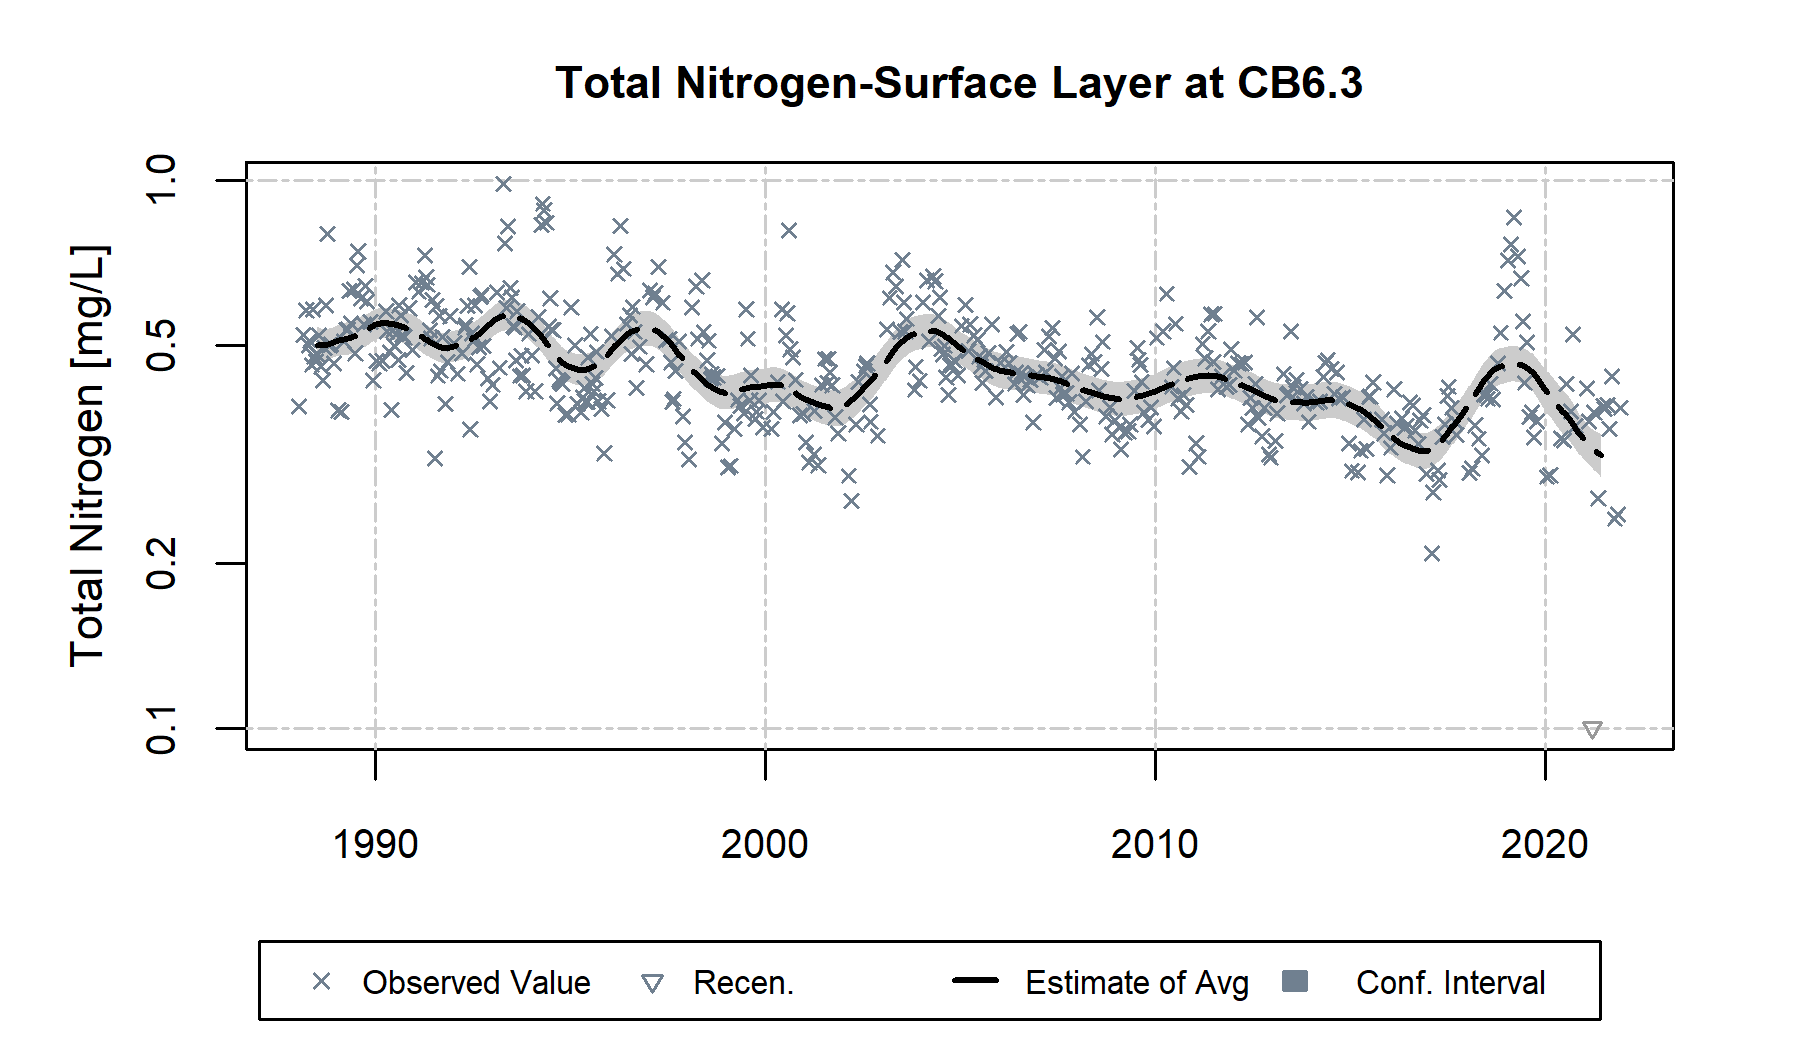 Total Nitrogen-Surface Layer at CB6.3
Total Nitrogen [mg/L]
1.0
0.5
0.2
0.1
1990 2000 2010 2020
Observed Value Recen. Estimate of Avg Conf. Interval